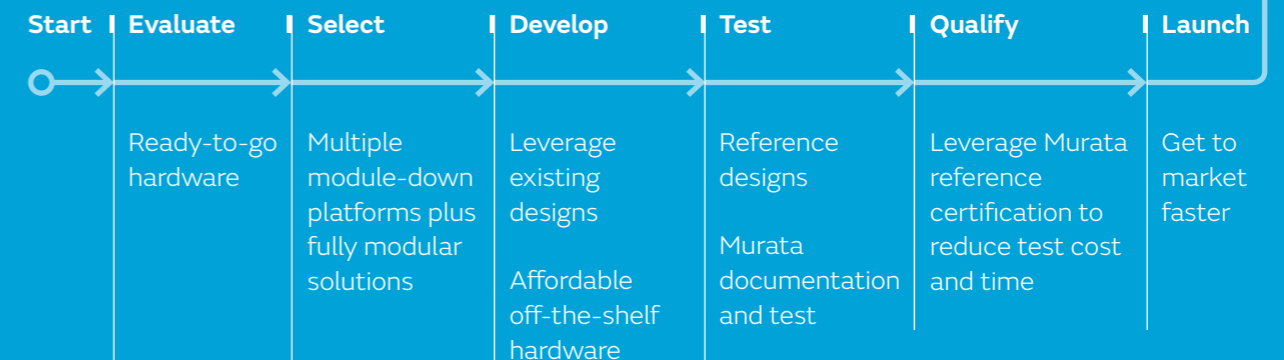 Start
Evaluate
Select
Develop
Test
Qualify
Launch
Ready-to-go
hardware
Multiple
module-down
platforms plus
fully modular
solutions
Leverage
existing
designs
Affordable
off-the-shelf
hardware
Reference
designs
Murata
documentation
and test
Leverage Murata
reference
certification to
reduce test cost
and time
Get to
market
faster